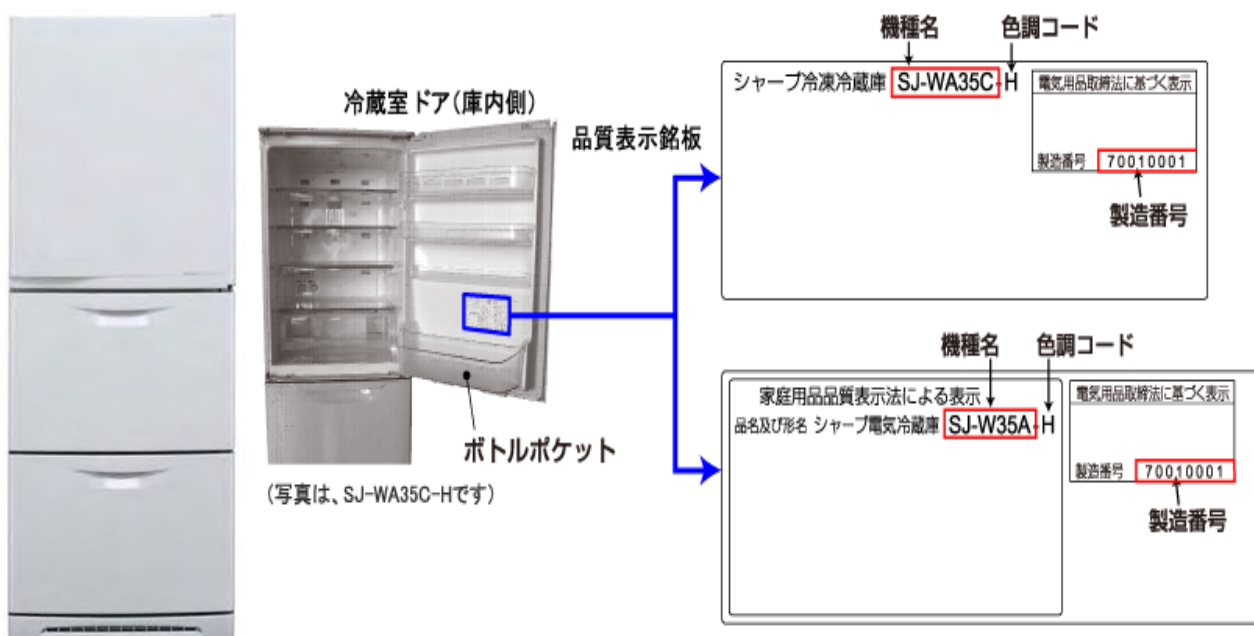 冷蔵室ドア(庫内側)
ボトルポケット
(写真は、SJ-WA35C-Hです)
品質表示銘板
機種名 色調コード
シャープ冷凍冷蔵庫 SJ-WA35C-H
電気用品取締法に基づく表示
製造番号 70010001
製造番号
機種名 色調コード
家庭用品品質表示法による表示
品名及び形名 シャープ電気冷蔵庫 SJ-W35A-H
電気用品取締法に基づく表示
製造番号 70010001
製造番号